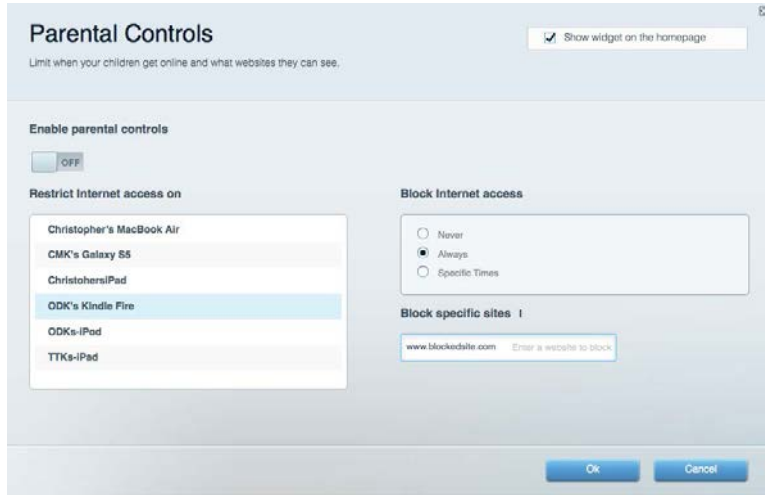 Parental Controls
Show widget on the homepage
Limit when your children get online and what websites they can see.
Enable parental controls
OFF
Restrict Internet access on
Block Internet access
Christopher's MacBook Air
CMK's Galaxy S5
ChristohersiPad
ODK's Kindle Fire
ODKs-iPod
TTKs-iPad
Never
Always
Specific Times
Block specific sites
www.blockedsite.com Enter a website to block
Ok
Cancel